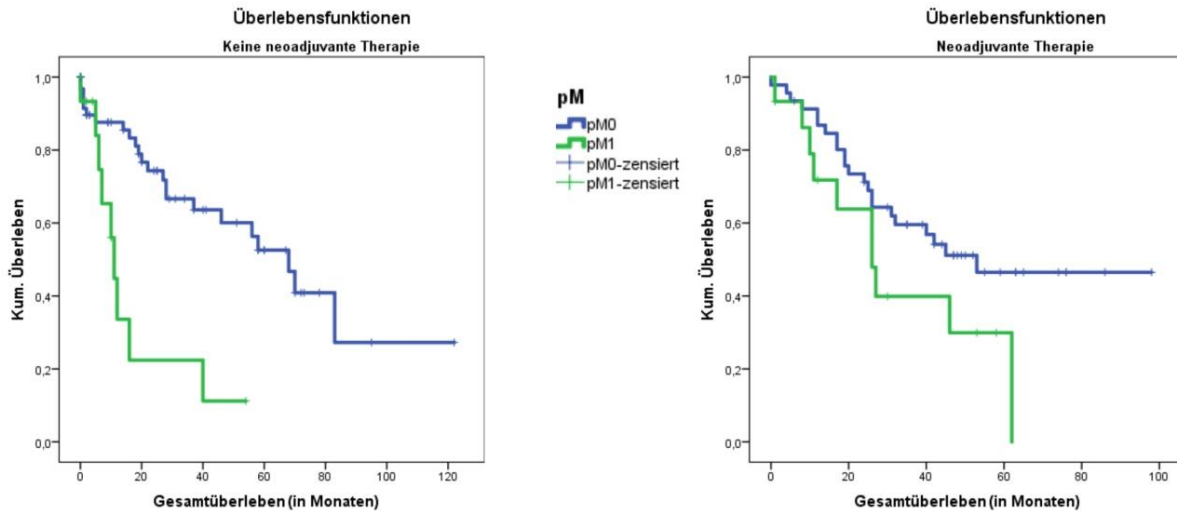 Überlebensfunktionen
Keine neoadjuvante Therapie
Kum. Überleben
1,0
0,8
0,6
0,4
0,2
0,0
0 20 40 60 80 100 120
Gesamtüberleben (in Monaten)
pM
pM0
pM1
pM0-zensiert
pM1-zensiert
Überlebensfunktionen
Neoadjuvante Therapie
Kum. Überleben
1,0
0,8
0,6
0,4
0,2
0,0
0 20 40 60 80 100
Gesamtüberleben (in Monaten)